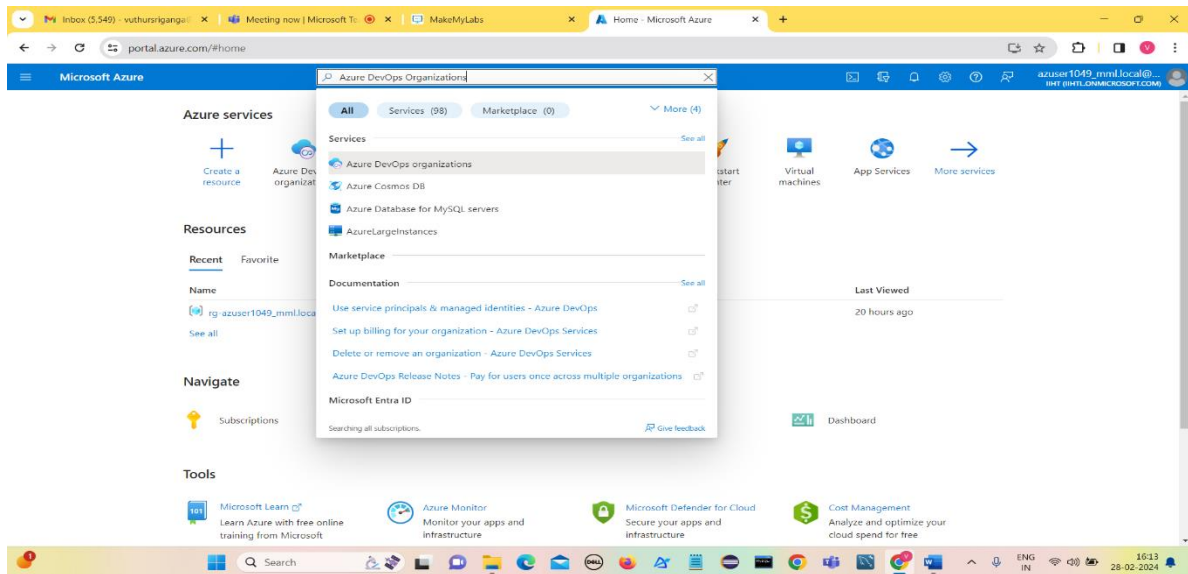 Inbox (5,549) - vuthursriganga
Meeting now | Microsoft Te
MakeMyLabs
Home - Microsoft Azure
portal.azure.com/#home
V
Microsoft Azure
Azure DevOps Organizations
azuser1049_mml.local@...
IIHT (IIHTL.ONMICROSOFT.COM)
Azure services
All
Services (98)
Marketplace (0)
More (4)
Services
See all
Create a
resource
Azure Dev
organizat
Azure DevOps organizations
Azure Cosmos DB
Azure Database for MySQL servers
AzureLargeInstances
Virtual
machines
App Services
More services
Resources
Recent
Favorite
Marketplace
Documentation
See all
Name
Last Viewed
rg-azuser1049_mml.loca
20 hours ago
See all
Use service principals & managed identities - Azure DevOps
Set up billing for your organization - Azure DevOps Services
Delete or remove an organization - Azure DevOps Services
Azure DevOps Release Notes - Pay for users once across multiple organizations
Microsoft Entra ID
Searching all subscriptions.
Give feedback
Navigate
Subscriptions
Dashboard
Tools
101
Microsoft Learn
Learn Azure with free online
training from Microsoft
Azure Monitor
Monitor your apps and
infrastructure
Microsoft Defender for Cloud
Secure your apps and
infrastructure
Cost Management
Analyze and optimize your
cloud spend for free
Search
DELL
ENG
IN
16:13
28-02-2024